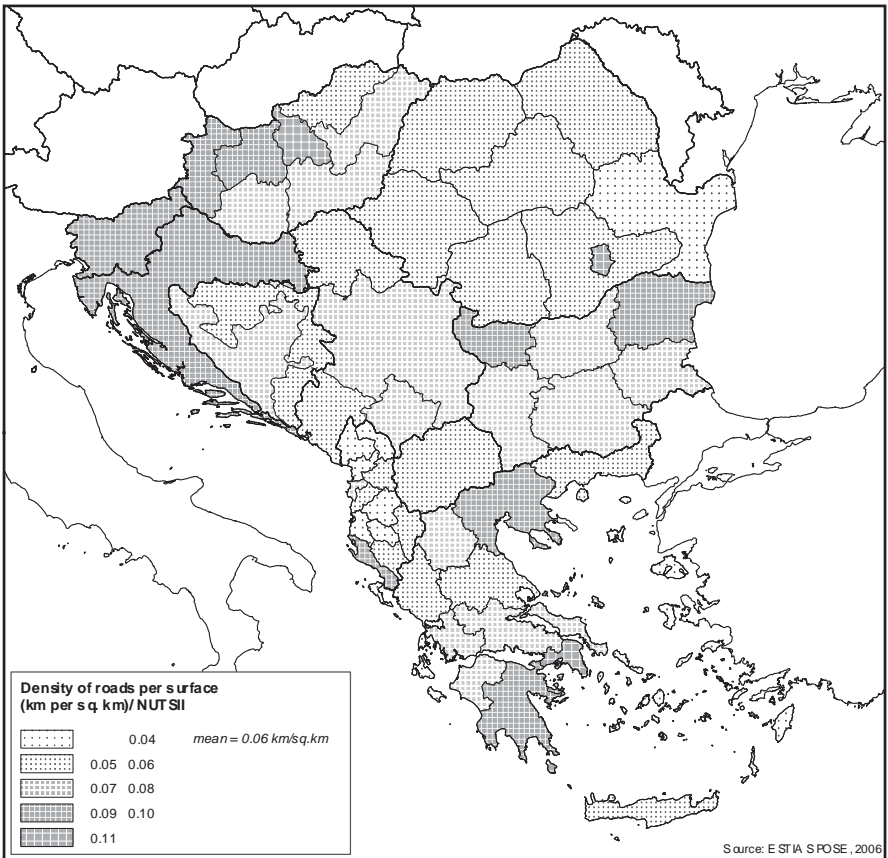 Density of roads per surface
(km per sq. km)/ NUTSII
0.04 mean = 0.06 km/sq.km
0.05 0.06
0.07 0.08
0.09 0.10
0.11
Source: ESTIA SPOSE, 2006